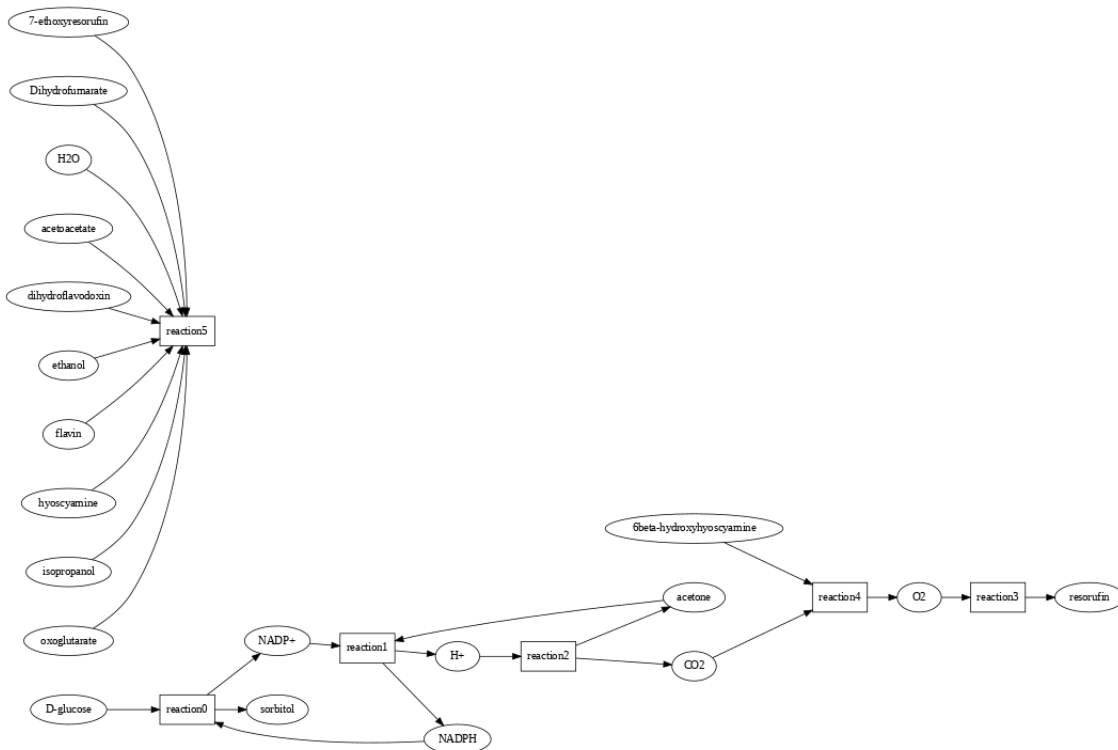 7-ethoxyresorufin
Dihydrofumarate
H2O
acetoacetate
dihydroflavodoxin
reaction5
ethanol
flavin
hyoscyamine
6beta-hydroxyhyoscyamine
isopropanol
acetone
reaction4
O2
reaction3
resorufin
oxoglutarate
NADP+
reaction1
H+
reaction2
CO2
D-glucose
reaction0
sorbitol
NADPH